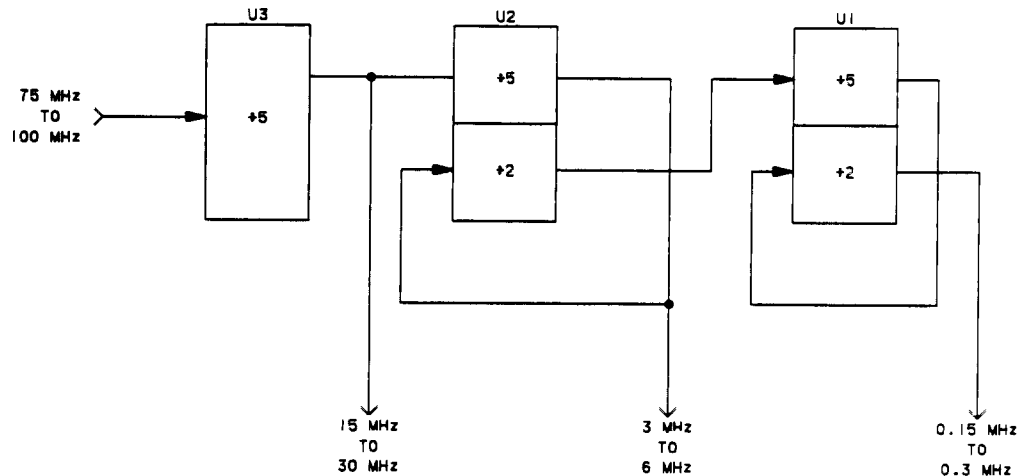 U3
U2
U1
75 MHz
TO
100 MHz
+5
+5
+2
+5
+2
15 MHz
TO
30 MHz
3 MHz
TO
6 MHz
0.15 MHz
TO
0.3 MHz